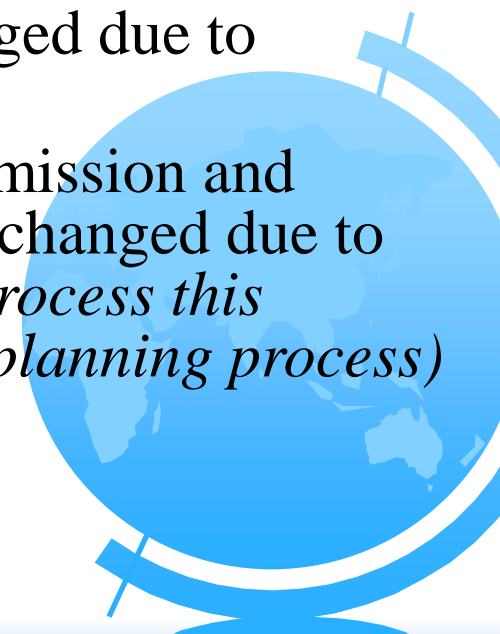 ged due to
mission and
changed due to
rocess this
planning process)